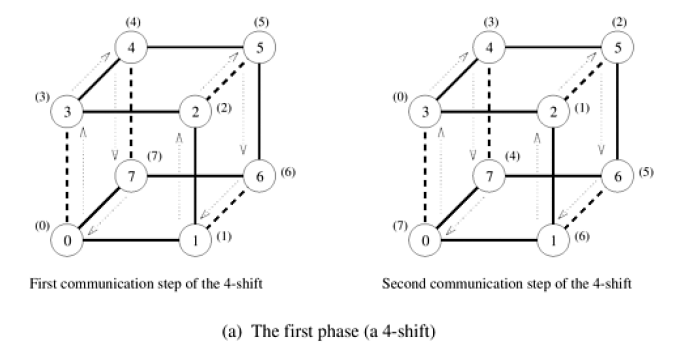 (4) (5) (3) (2)
4 5 4 5
(3) (0)
3 2 (2) 3 2 (1)
(7) (4)
7 6 (6) 7 6 (5)
(0) (7)
0 1 (1) 0 1 (6)
First communication step of the 4-shift
Second communication step of the 4-shift
(a) The first phase (a 4-shift)